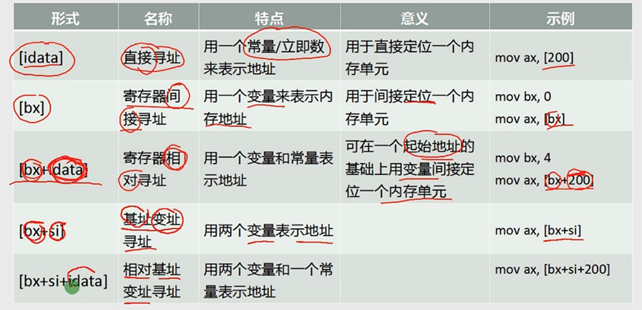 形式 名称 特点 意义 示例
[idata] 直接寻址 用一个常量/立即数 用于直接定位一个内 mov ax, [200]
来表示地址 存单元
[bx] 寄存器间 用一个变量来表示内 用于间接定位一个内 mov bx, 0
接寻址 存地址 存单元 mov ax, [bx]
[bx+idata] 寄存器相 用一个变量和常量表 可在一个起始地址的 mov bx, 4
对寻址 示地址 基础上用变量间接定 mov ax, [bx+200]
位一个内存单元
[bx+si] 基址变址 用两个变量表示地址 mov ax, [bx+si]
寻址
[bx+si+idata] 相对基址 用两个变量和一个常 mov ax, [bx+si+200]
变址寻址 量表示地址